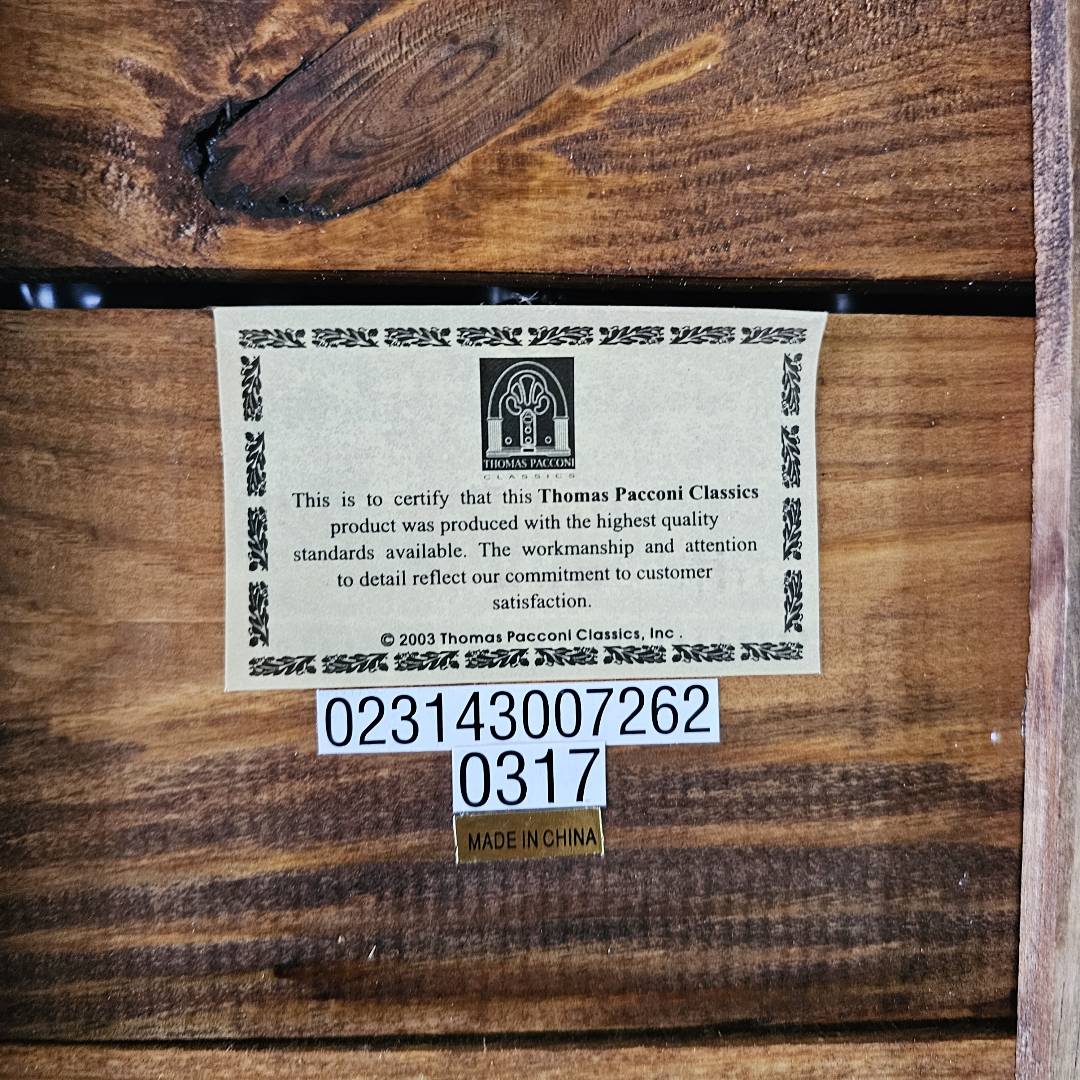 THOMAS PACCONI
CLASSICS
This is to certify that this Thomas Pacconi Classics
product was produced with the highest quality
standards available. The workmanship and attention
to detail reflect our commitment to customer
satisfaction.
© 2003 Thomas Pacconi Classics, Inc .
023143007262
0317
MADE IN CHINA